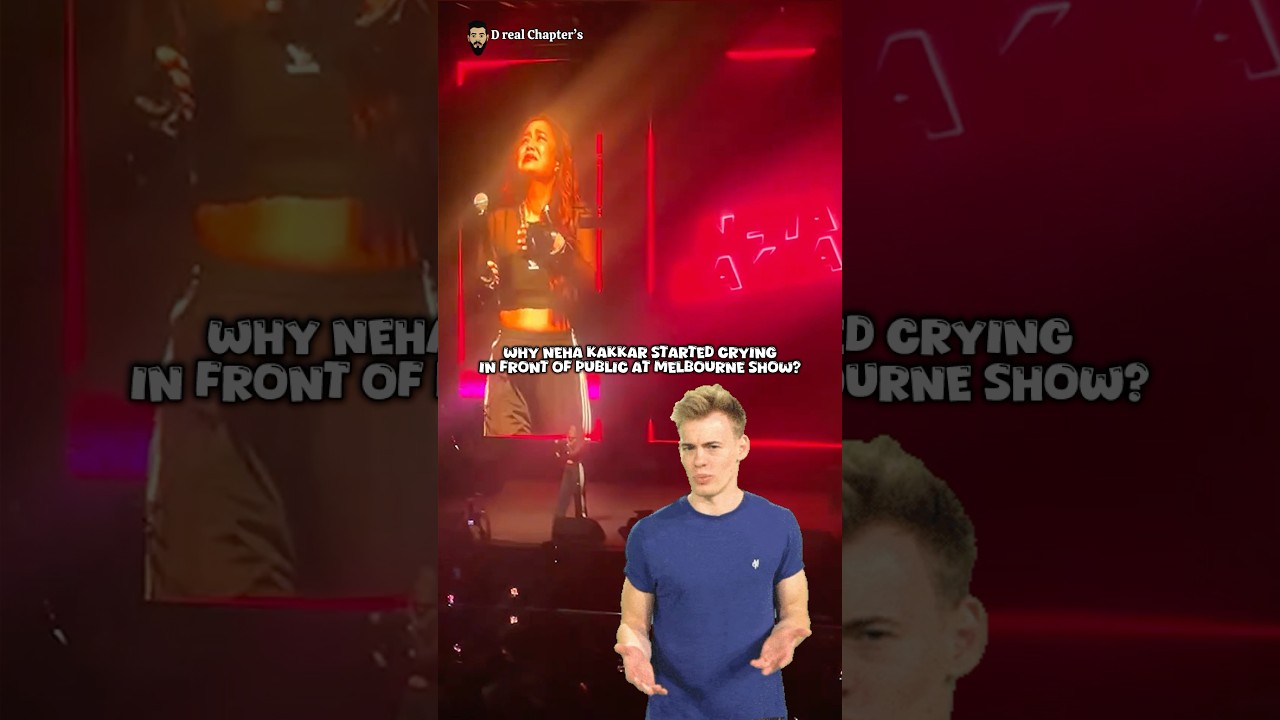 D real Chapter's
WHY NEHA KAKKAR STARTED CRYING
IN FRONT OF PUBLIC AT MELBOURNE SHOW?